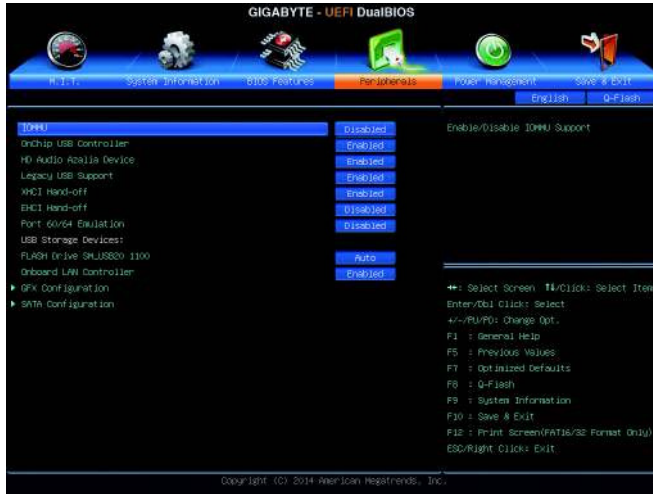 GIGABYTE - UEFI DualBIOS
M.I.T.
System Information
BIOS Features
Peripherals
Power Management
Save & Exit
English
Q-Flash
IOMMU Disabled
OnChip USB Controller Enabled
HD Audio Azalia Device Enabled
Legacy USB Support Enabled
XHCI Hand-off Enabled
EHCI Hand-off Disabled
Port 60/64 Emulation Disabled
USB Storage Devices:
FLASH Drive SM_USB20 1100 Auto
Onboard LAN Controller Enabled
GFX Configuration
SATA Configuration
Enable/Disable IOMMU Support
↔: Select Screen ↑↓/Click: Select Item
Enter/Dbl Click: Select
+/-/PU/PD: Change Opt.
F1 : General Help
F5 : Previous Values
F7 : Optimized Defaults
F8 : Q-Flash
F9 : System Information
F10 : Save & Exit
F12 : Print Screen(FAT16/32 Format Only)
ESC/Right Click: Exit
Copyright (C) 2014 American Megatrends, Inc.